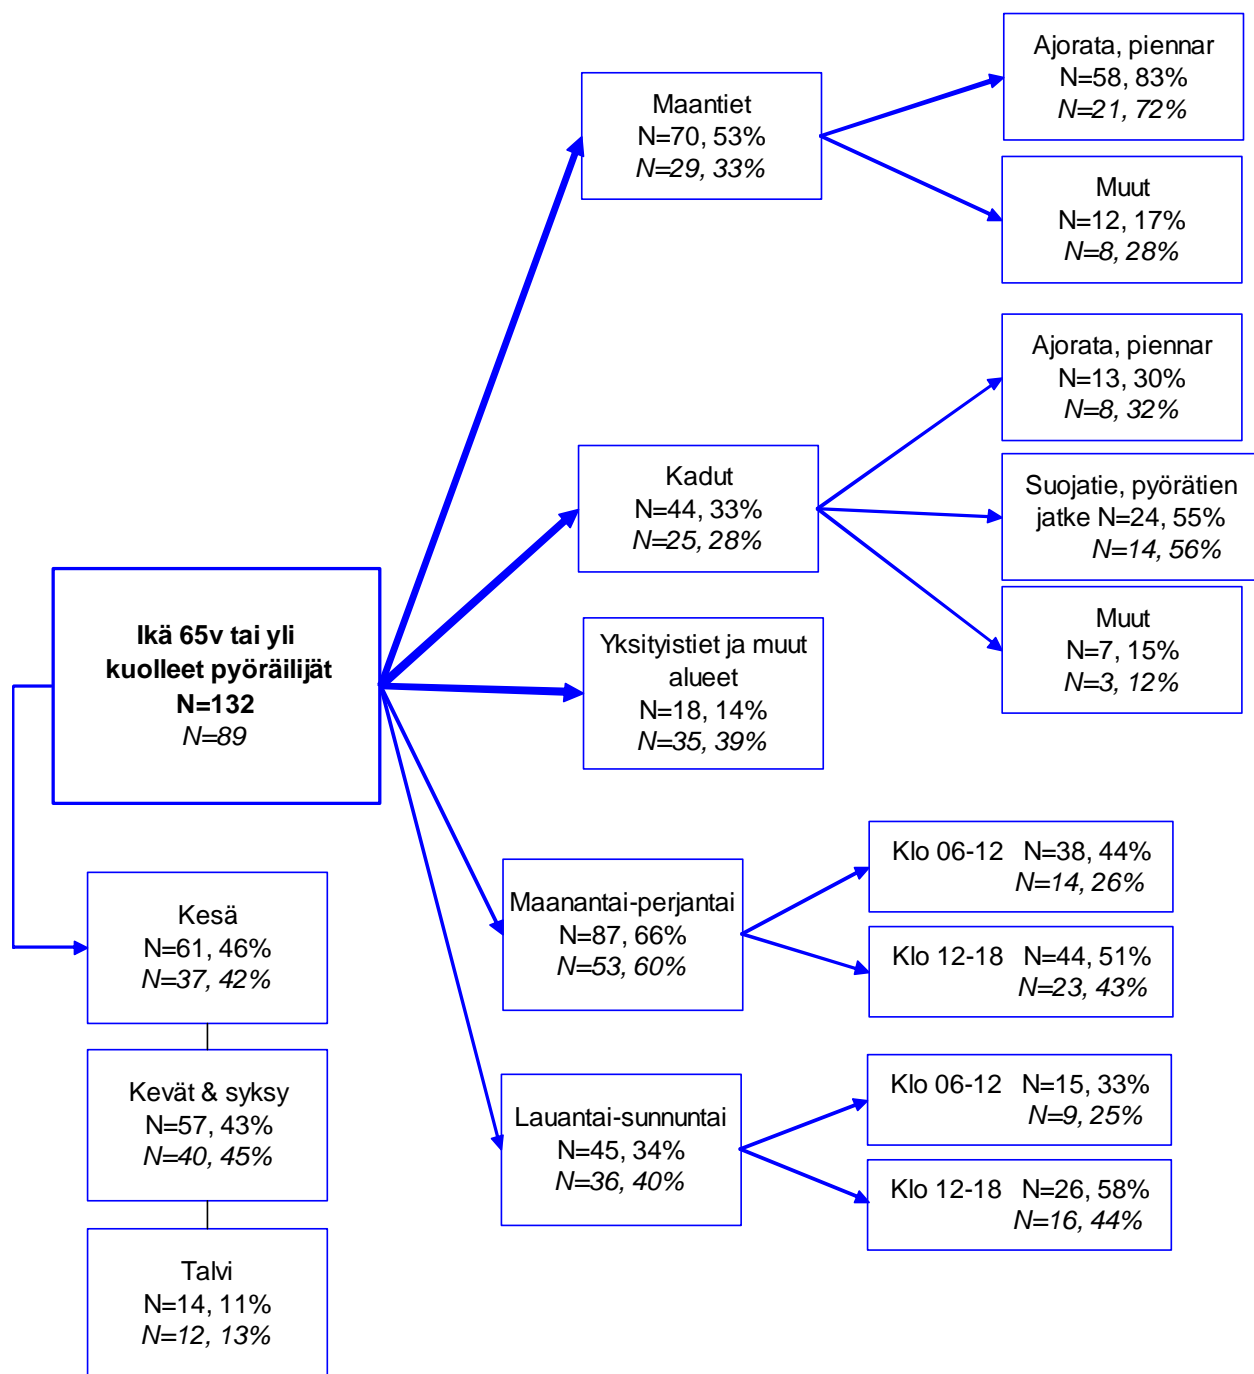 Ajorata, piennar
N=58, 83%
N=21, 72%
Maantiet
N=70, 53%
N=29, 33%
Muut
N=12, 17%
N=8, 28%
Ajorata, piennar
N=13, 30%
N=8, 32%
Kadut
N=44, 33%
N=25, 28%
Suojatie, pyörätien
jatke N=24, 55%
N=14, 56%
Muut
N=7, 15%
N=3, 12%
Ikä 65v tai yli
kuolleet pyöräilijät
N=132
N=89
Yksityistiet ja muut
alueet
N=18, 14%
N=35, 39%
Maanantai-perjantai
N=87, 66%
N=53, 60%
Klo 06-12 N=38, 44%
N=14, 26%
Klo 12-18 N=44, 51%
N=23, 43%
Lauantai-sunnuntai
N=45, 34%
N=36, 40%
Klo 06-12 N=15, 33%
N=9, 25%
Klo 12-18 N=26, 58%
N=16, 44%
Kesä
N=61, 46%
N=37, 42%
Kevät & syksy
N=57, 43%
N=40, 45%
Talvi
N=14, 11%
N=12, 13%